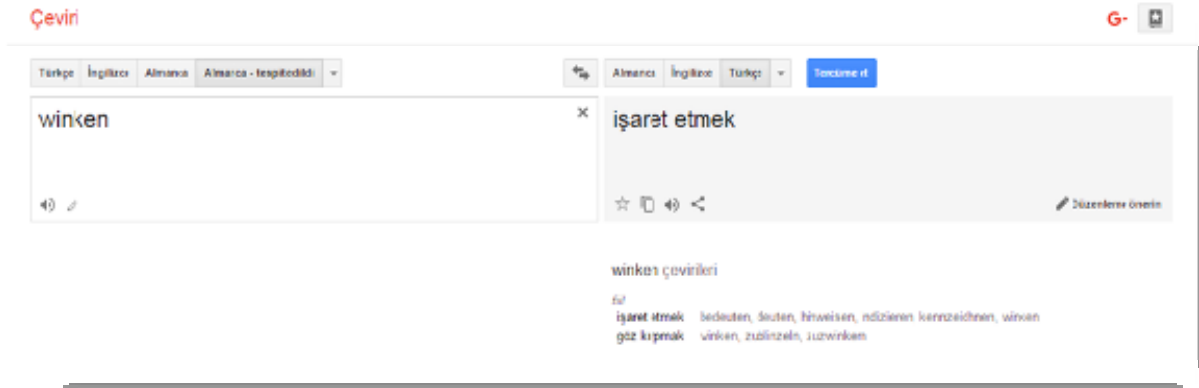 Çeviri
G+
Türkçe İngilizce Almanca Almanca - tespit edildi
Almanca İngilizce Türkçe Tercüme et
winken
işaret etmek
Düzenleme önerin
winken çevirileri
fiil
işaret etmek bedeuten, deuten, hinweisen, indizieren, kennzeichnen, winken
göz kırpmak winken, zublinzeln, zuzwinkern